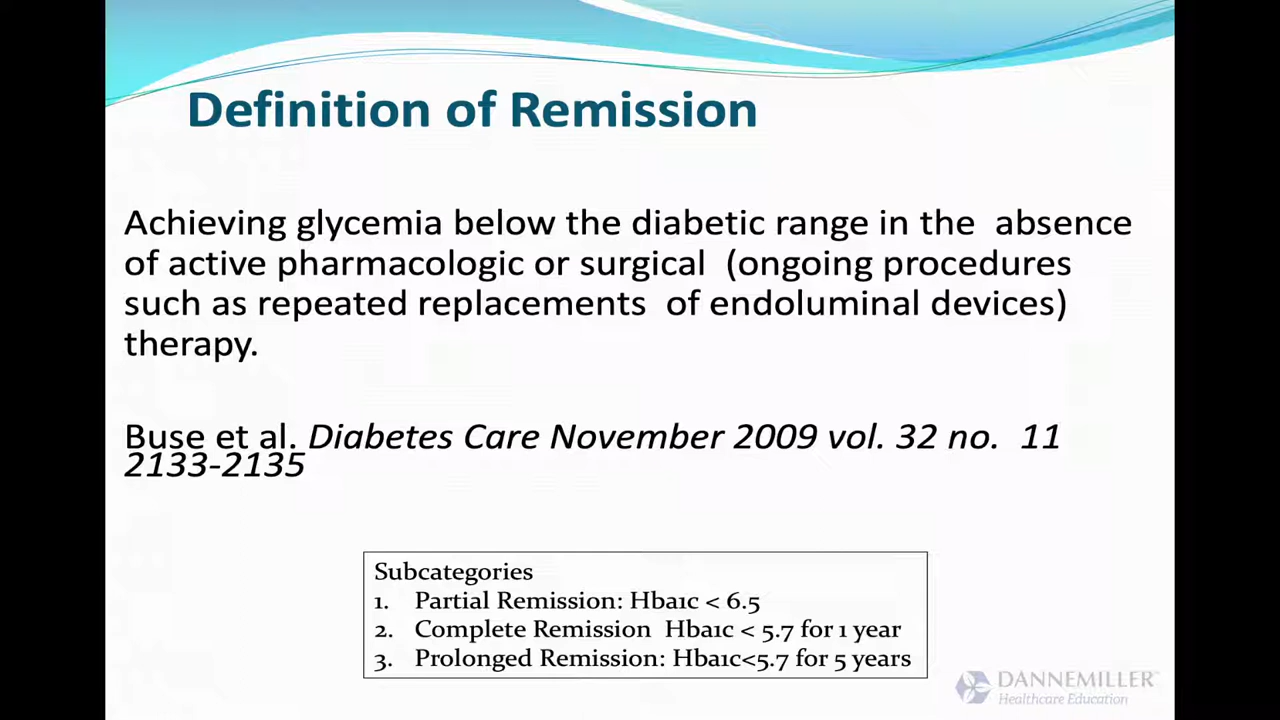 Definition of Remission
Achieving glycemia below the diabetic range in the absence
of active pharmacologic or surgical (ongoing procedures
such as repeated replacements of endoluminal devices)
therapy.
Buse et al. Diabetes Care November 2009 vol. 32 no. 11
2133-2135
Subcategories
1. Partial Remission: Hba1c < 6.5
2. Complete Remission Hba1c < 5.7 for 1 year
3. Prolonged Remission: Hba1c<5.7 for 5 years
DANNEMILLER
Healthcare Education